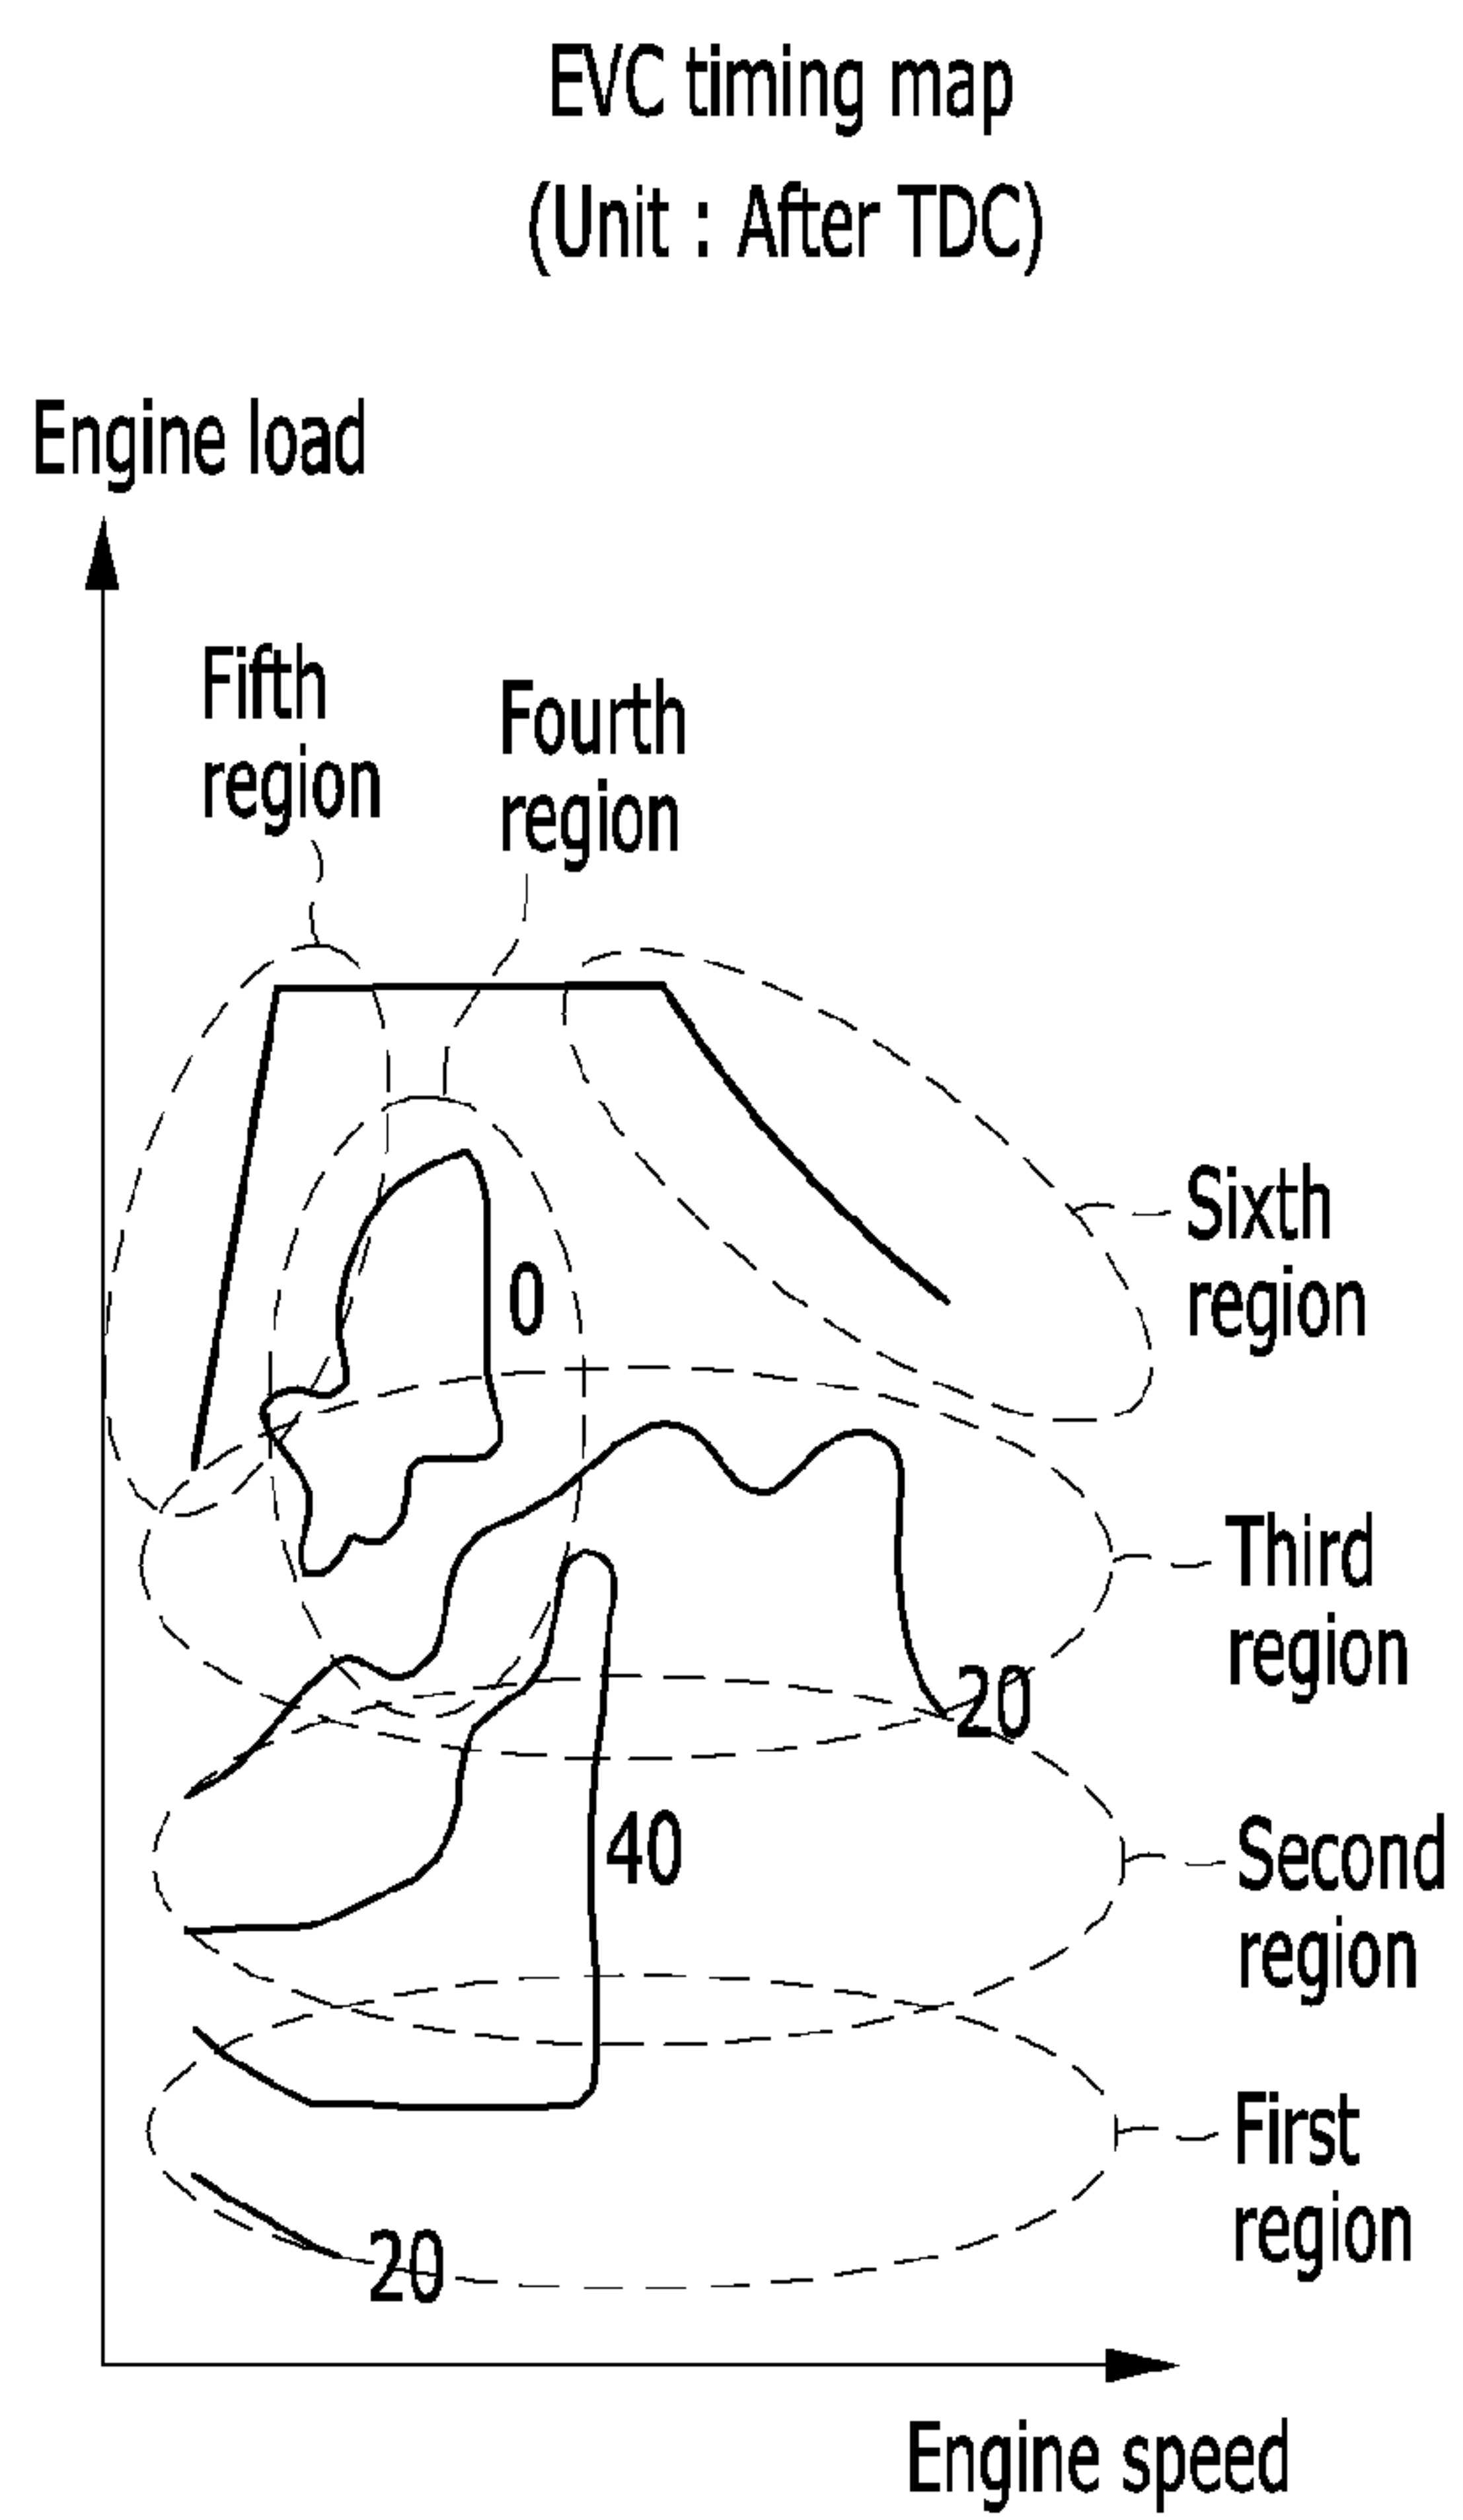 EVC timing map
(Unit : After TDC)
Engine load
Fifth
region
Fourth
region
Sixth
region
0
Third
region
20
Second
region
40
First
region
20
Engine speed